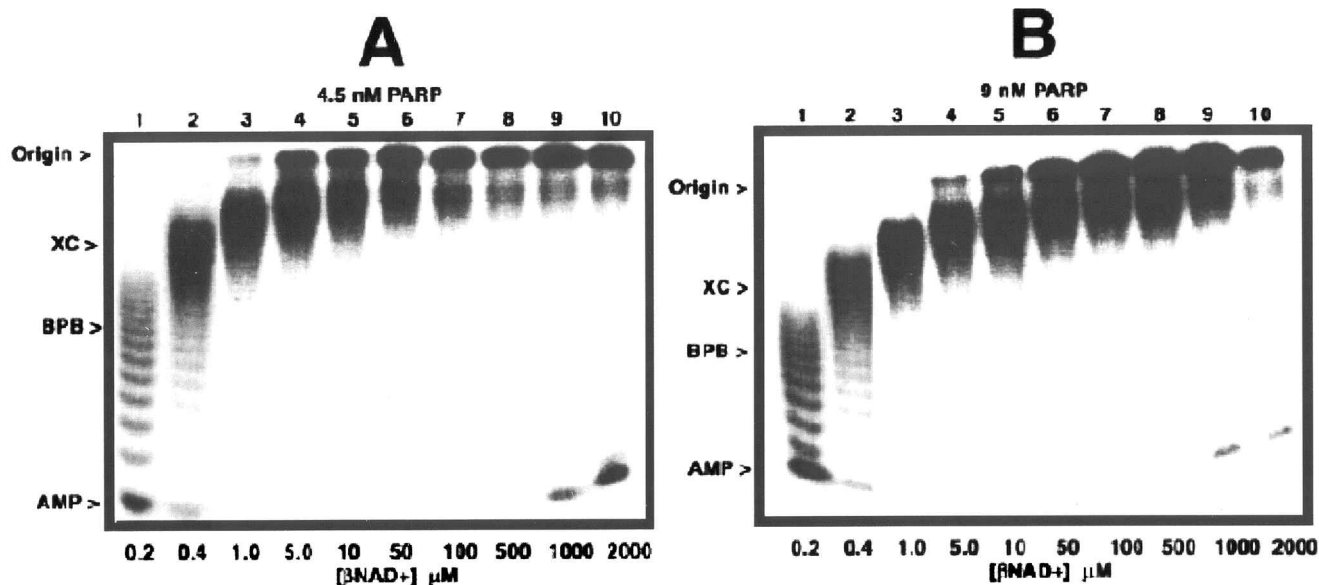 A
4.5 nM PARP
1 2 3 4 5 6 7 8 9 10
Origin >
XC >
BPB >
AMP >
0.2 0.4 1.0 5.0 10 50 100 500 1000 2000
[βNAD+] μM
B
9 nM PARP
1 2 3 4 5 6 7 8 9 10
Origin >
XC >
BPB >
AMP >
0.2 0.4 1.0 5.0 10 50 100 500 1000 2000
[βNAD+] μM